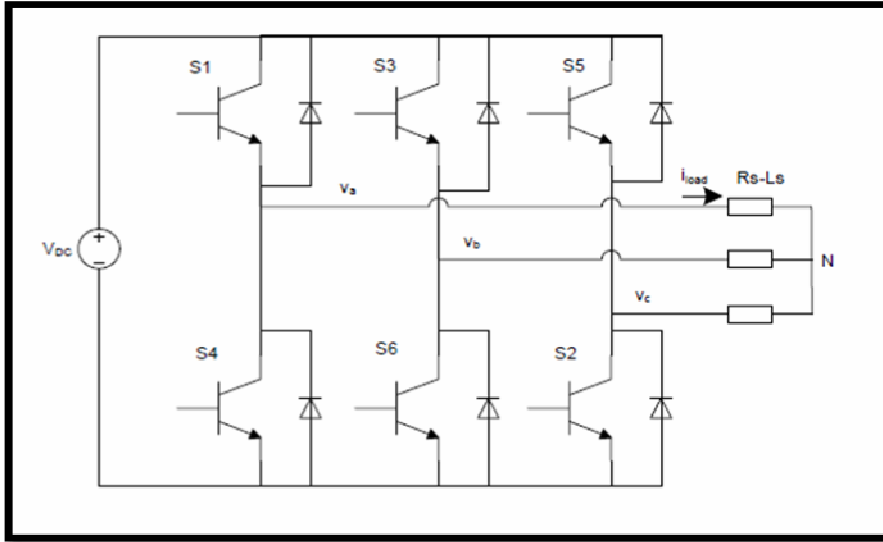 S1
S3
S5
iload
Rs-Ls
va
VDC
+
−
vb
N
vc
S4
S6
S2